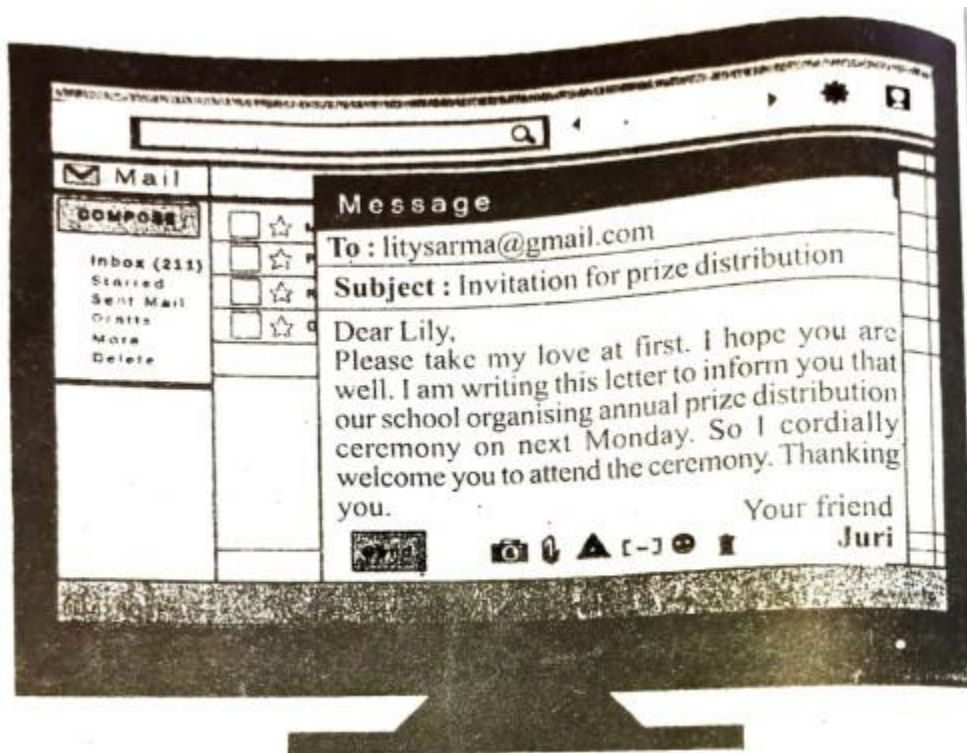 Mail
COMPOSE
Inbox (211)
Starred
Sent Mail
Drafts
More
Delete
Message
To : litysarma@gmail.com
Subject : Invitation for prize distribution
Dear Lily,
Please take my love at first. I hope you are
well. I am writing this letter to inform you that
our school organising annual prize distribution
ceremony on next Monday. So I cordially
welcome you to attend the ceremony. Thanking
you.
Your friend
Juri